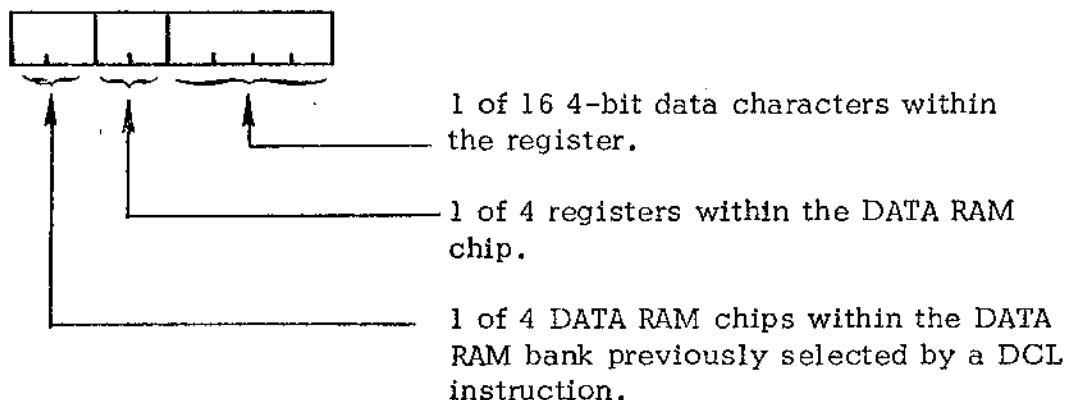 1 of 16 4-bit data characters within
the register.
1 of 4 registers within the DATA RAM
chip.
1 of 4 DATA RAM chips within the DATA
RAM bank previously selected by a DCL
instruction.